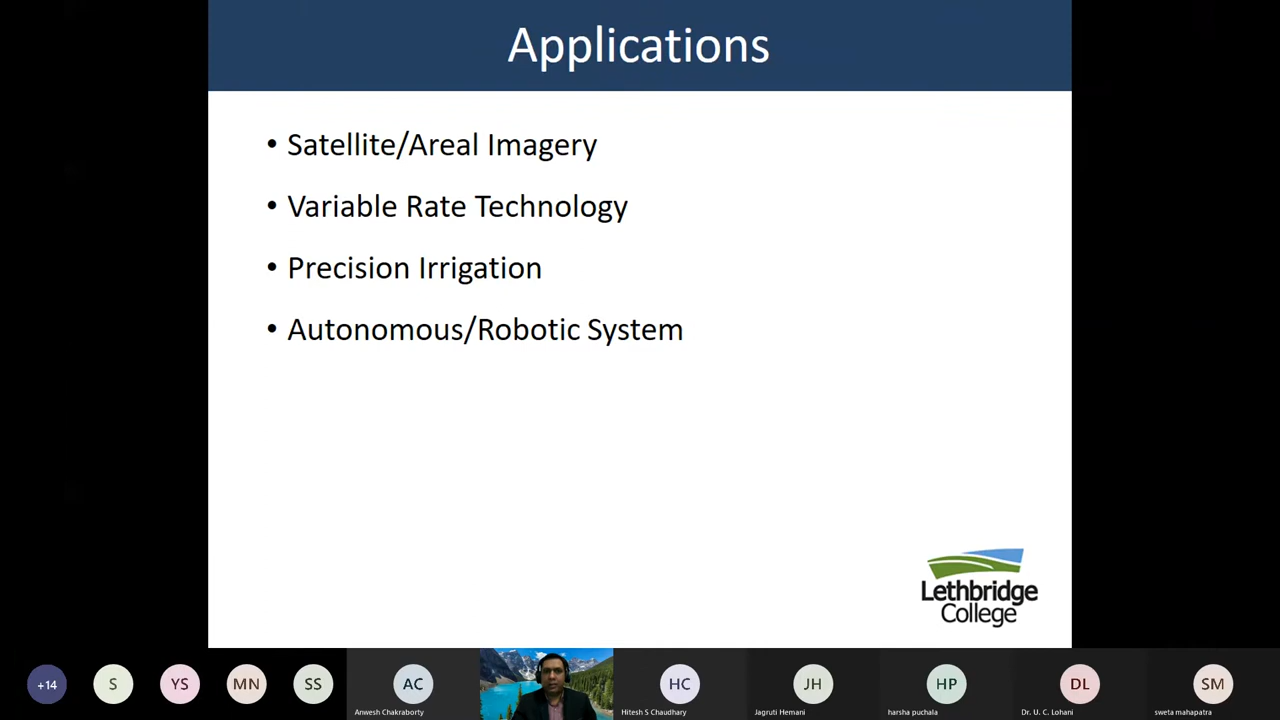 Applications
• Satellite/Areal Imagery
• Variable Rate Technology
• Precision Irrigation
• Autonomous/Robotic System
Lethbridge
College
+14
S
YS
MN
SS
AC
Anwesh Chakraborty
HC
Hitesh S Chaudhary
JH
Jagruti Hemani
HP
harsha puchala
DL
Dr. U. C. Lohani
SM
sweta mahapatra